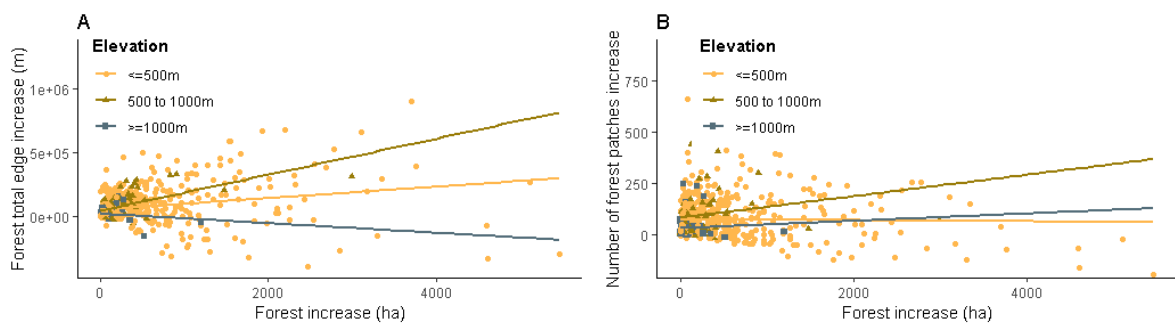 A
Forest total edge increase (m)
Elevation
<=500m
500 to 1000m
>=1000m
1e+06
5e+05
0e+00
0
2000
4000
Forest increase (ha)
B
Number of forest patches increase
Elevation
<=500m
500 to 1000m
>=1000m
750
500
250
0
0
2000
4000
Forest increase (ha)